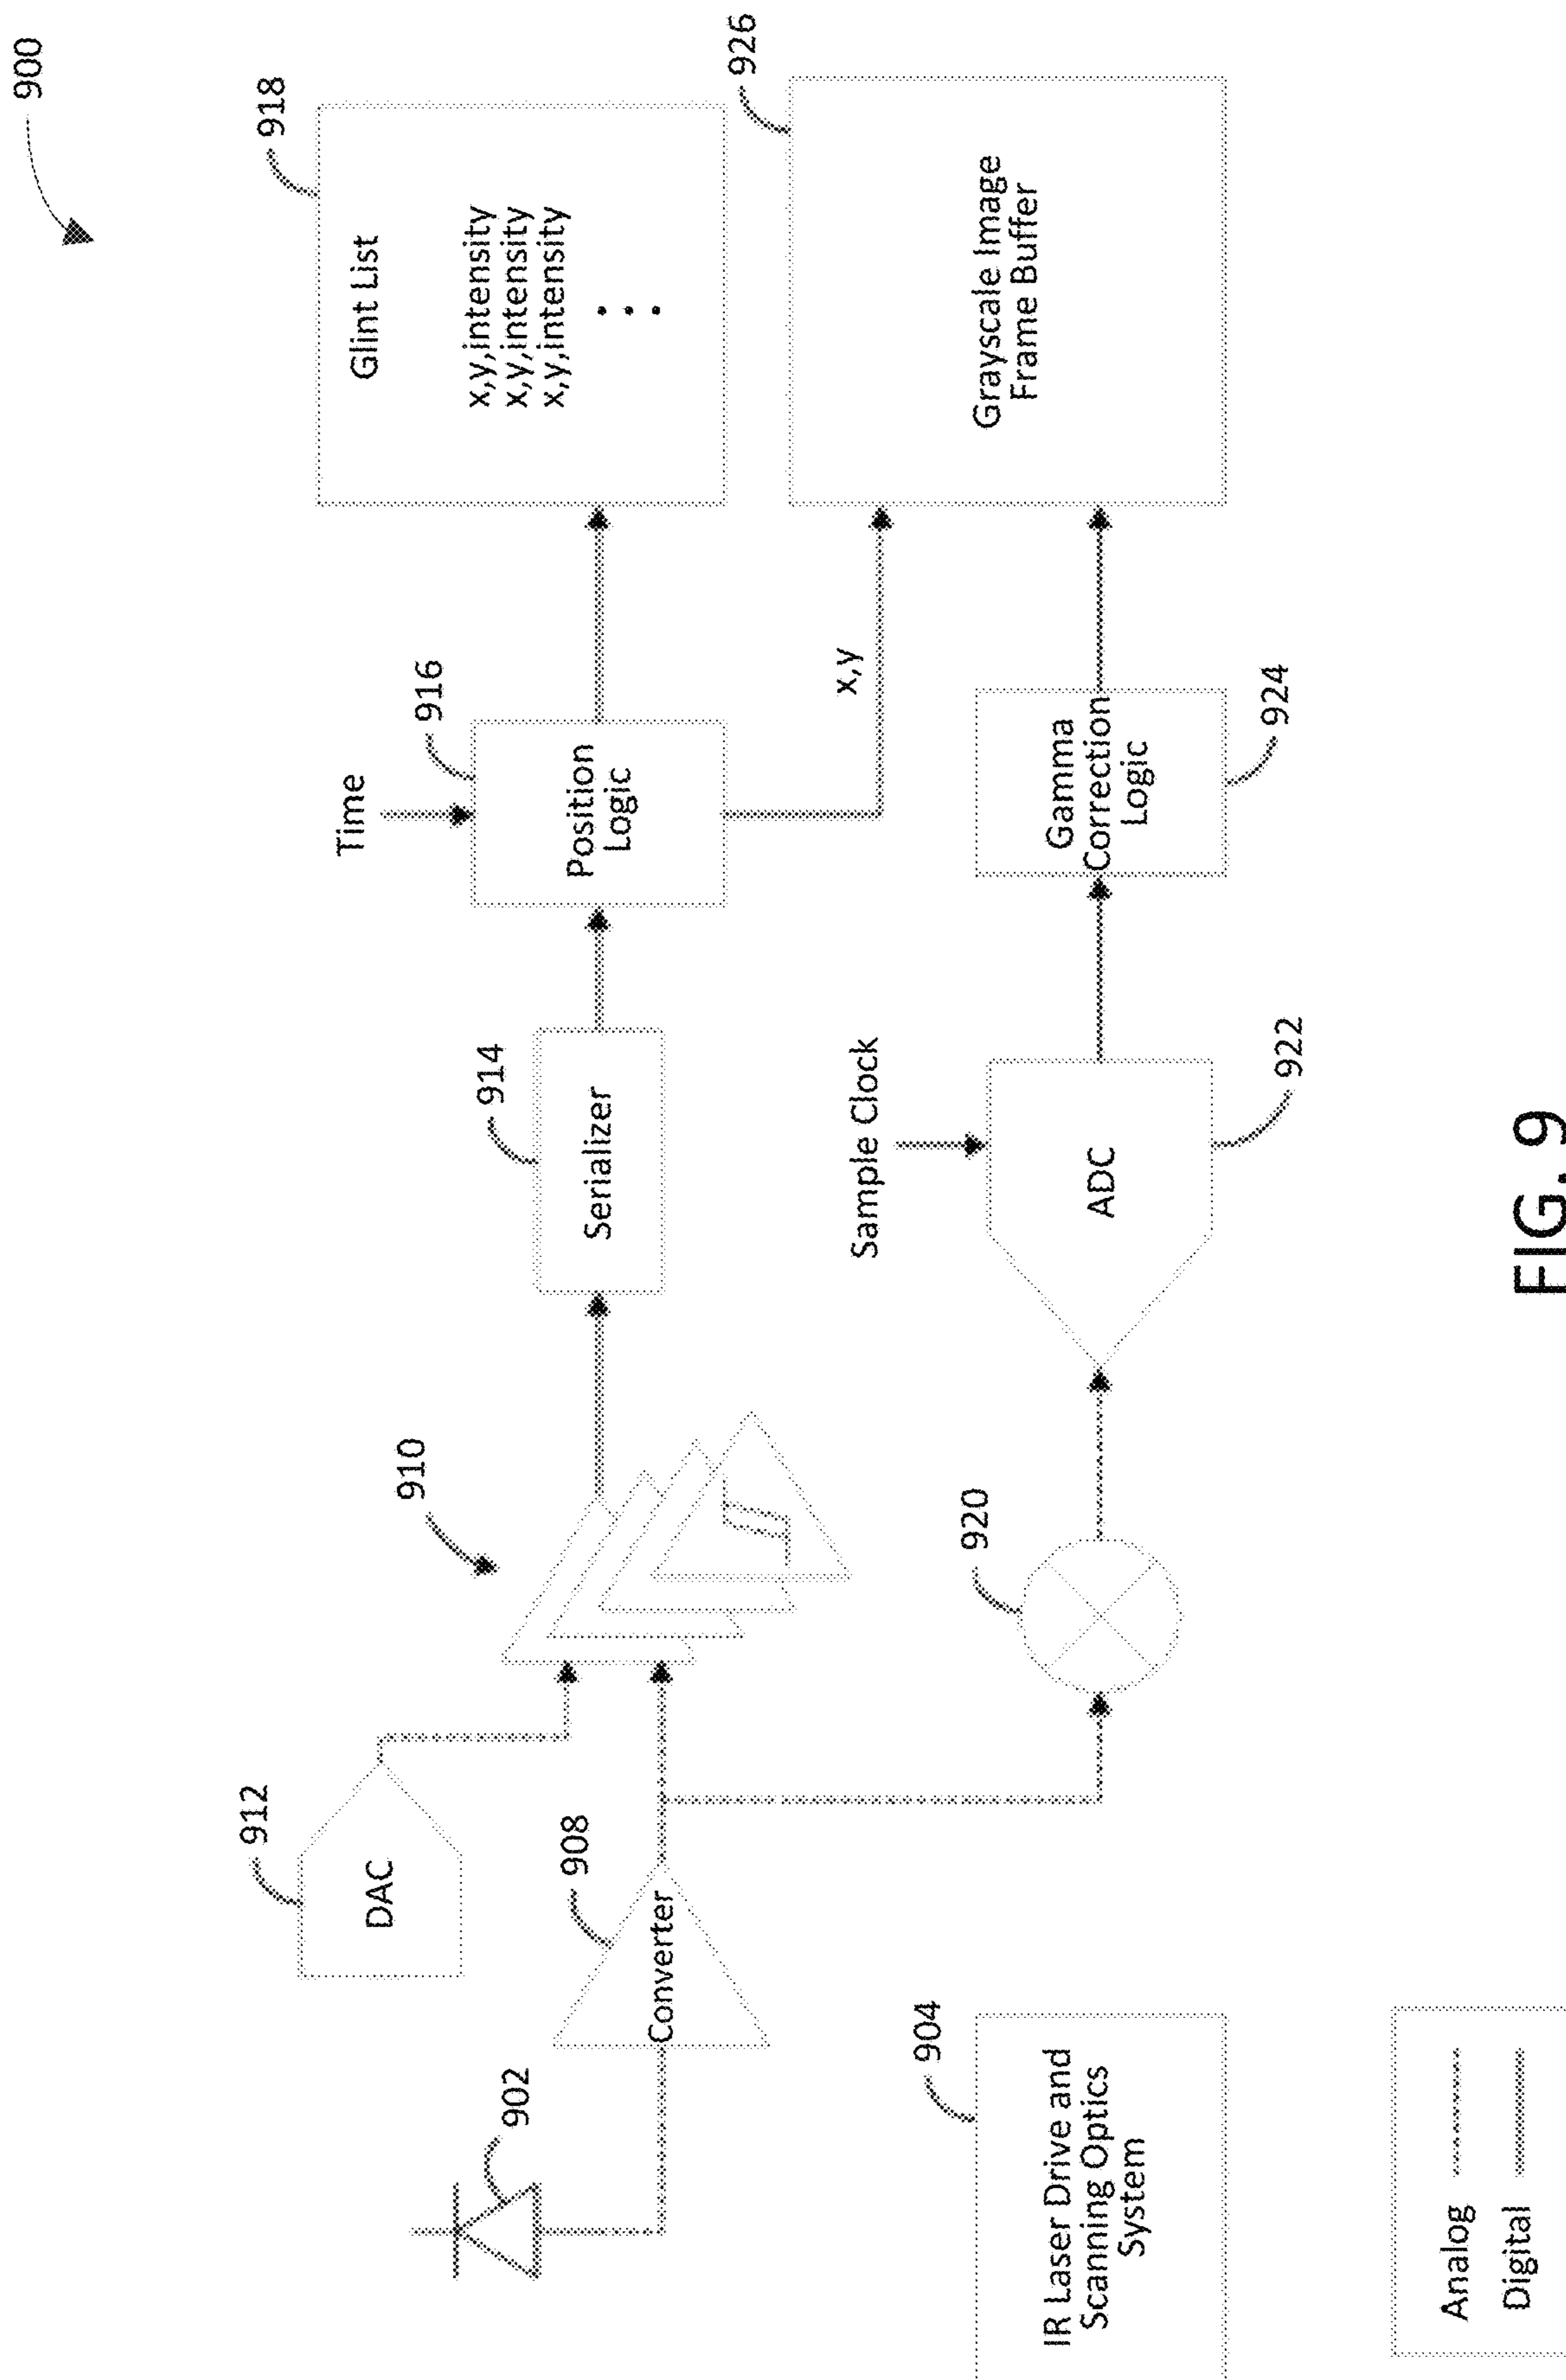 900
918
Glint List
x,y,intensity
x,y,intensity
x,y,intensity
926
Grayscale Image
Frame Buffer
Time
916
Position
Logic
x,y
Gamma
Correction
Logic
924
914
Serializer
Sample Clock
ADC
922
910
920
912
DAC
908
Converter
902
904
IR Laser Drive and
Scanning Optics
System
Analog
Digital
FIG. 9